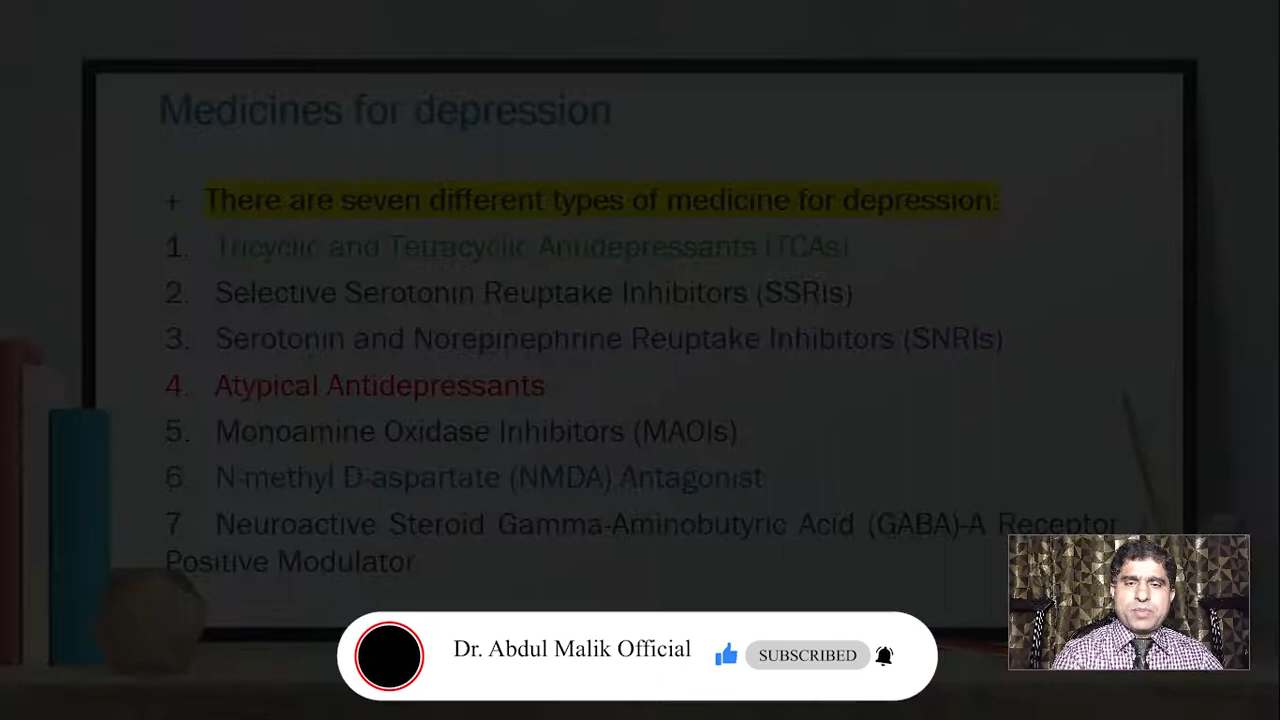 Medicines for depression
+ There are seven different types of medicine for depression:
1. Tricyclic and Tetracyclic Antidepressants (TCAs)
2. Selective Serotonin Reuptake Inhibitors (SSRIs)
3. Serotonin and Norepinephrine Reuptake Inhibitors (SNRIs)
4. Atypical Antidepressants
5. Monoamine Oxidase Inhibitors (MAOIs)
6. N-methyl D-aspartate (NMDA) Antagonist
7 Neuroactive Steroid Gamma-Aminobutyric Acid (GABA)-A Receptor
Positive Modulator
Dr. Abdul Malik Official
SUBSCRIBED